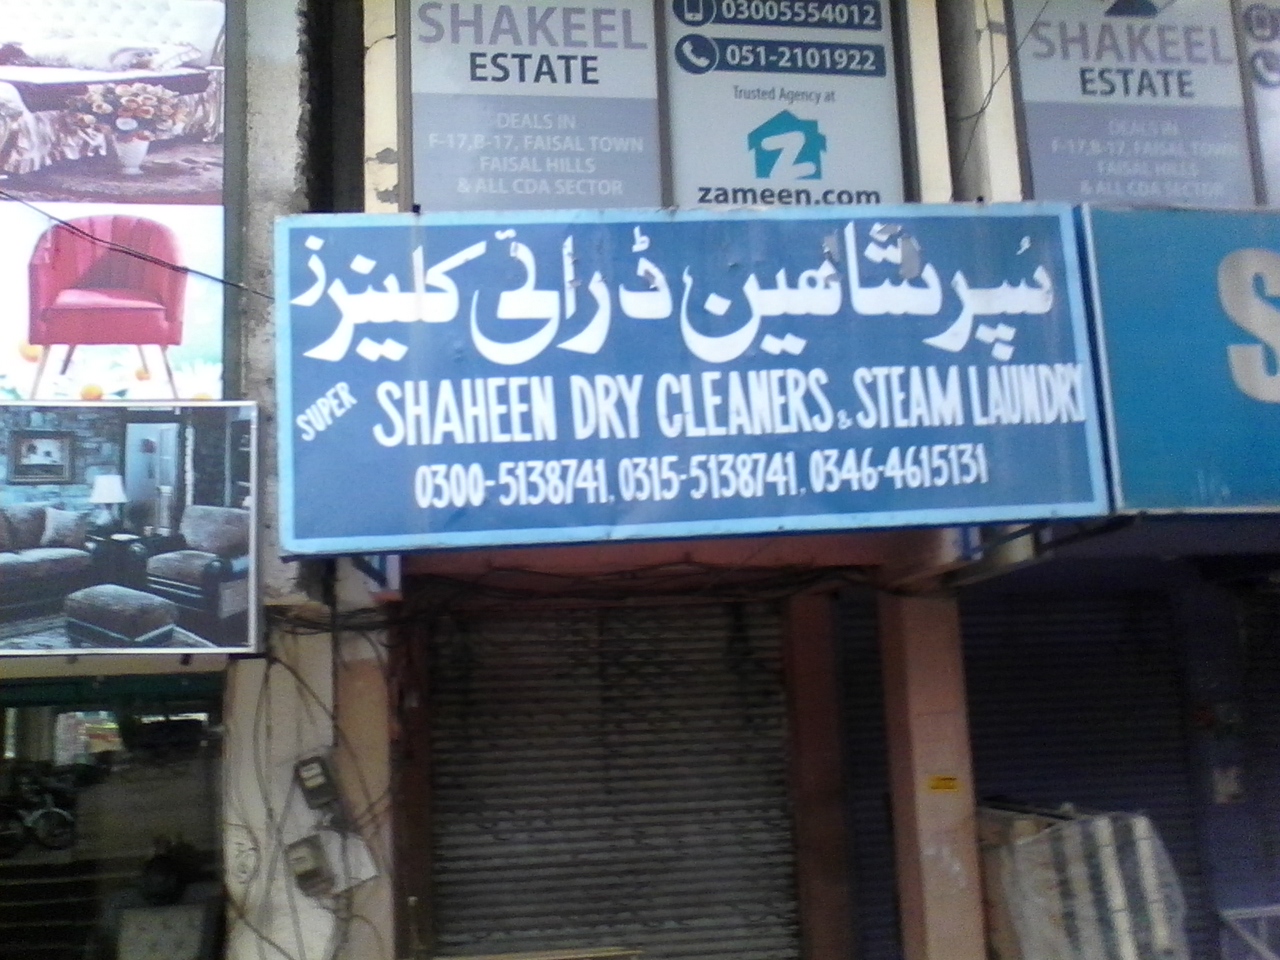 SHAKEEL
ESTATE
DEALS IN
F-17,B-17, FAISAL TOWN
FAISAL HILLS
& ALL CDA SECTOR
03005554012
051-2101922
Trusted Agency at
zameen.com
SHAKEEL
ESTATE
DEALS IN
F-17,B-17, FAISAL TOWN
FAISAL HILLS
& ALL CDA SECTOR
سُپر شاھین ڈرائی کلینرز
SUPER SHAHEEN DRY CLEANERS & STEAM LAUNDRY
0300-5138741, 0315-5138741, 0346-4615131
S